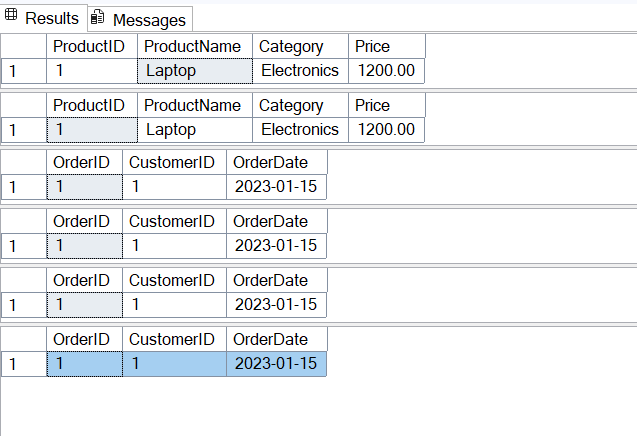 Results Messages
ProductID ProductName Category Price
1 1 Laptop Electronics 1200.00
ProductID ProductName Category Price
1 1 Laptop Electronics 1200.00
OrderID CustomerID OrderDate
1 1 1 2023-01-15
OrderID CustomerID OrderDate
1 1 1 2023-01-15
OrderID CustomerID OrderDate
1 1 1 2023-01-15
OrderID CustomerID OrderDate
1 1 1 2023-01-15